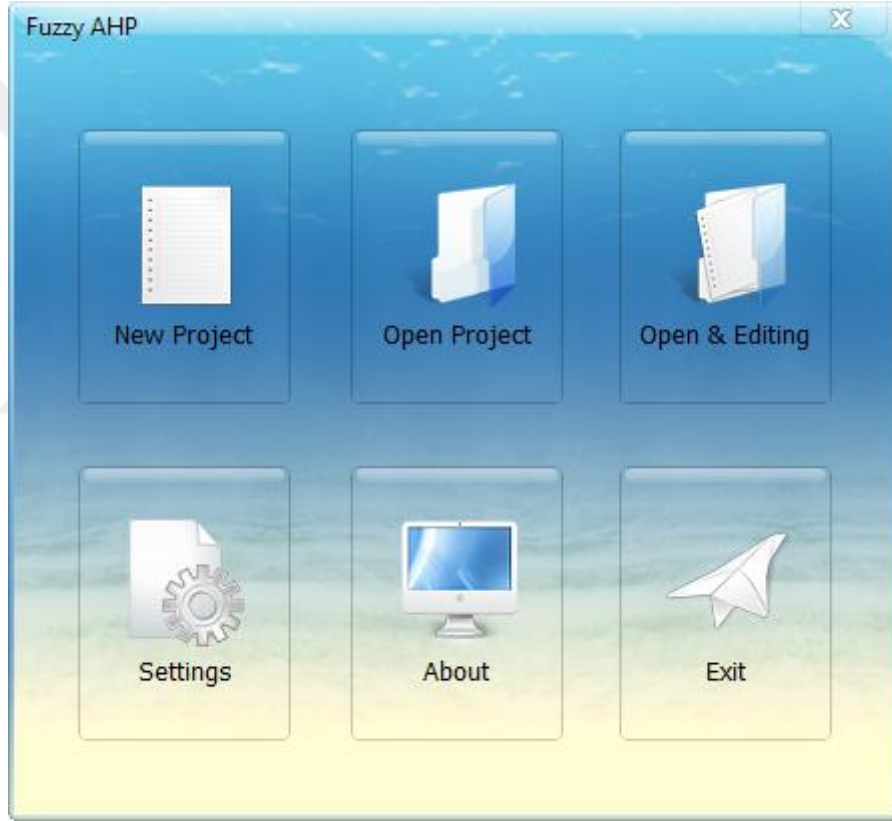 Fuzzy AHP
New Project
Open Project
Open & Editing
Settings
About
Exit